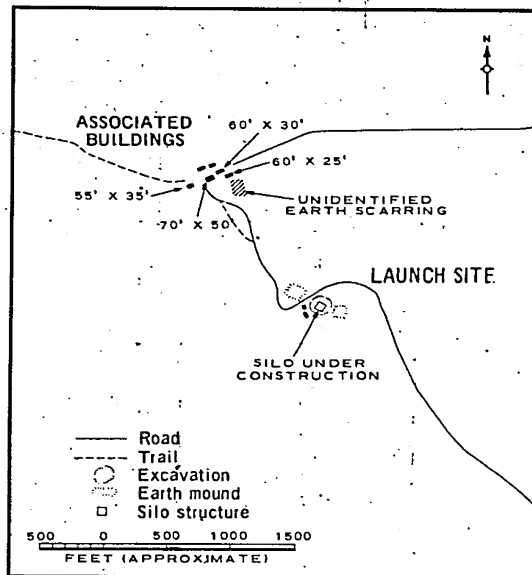 N
ASSOCIATED
BUILDINGS
60' X 30'
60' X 25'
55' X 35'
UNIDENTIFIED
EARTH SCARRING
70' X 50'
LAUNCH SITE
SILO UNDER
CONSTRUCTION
Road
Trail
Excavation
Earth mound
Silo structure
500 0 500 1000 1500
FEET (APPROXIMATE)